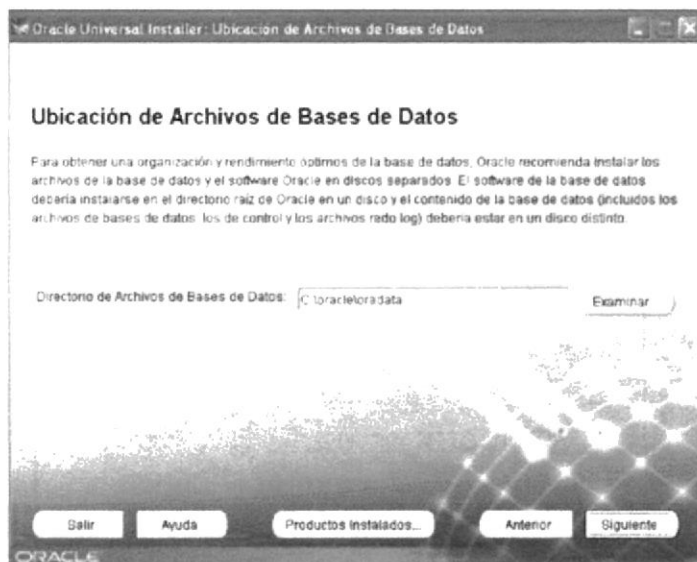 Oracle Universal Installer: Ubicación de Archivos de Bases de Datos
Ubicación de Archivos de Bases de Datos
Para obtener una organización y rendimiento óptimos de la base de datos, Oracle recomienda instalar los
archivos de la base de datos y el software Oracle en discos separados. El software de la base de datos
debería instalarse en el directorio raíz de Oracle en un disco y el contenido de la base de datos (incluidos los
archivos de bases de datos, los de control y los archivos redo log) debería estar en un disco distinto.
Directorio de Archivos de Bases de Datos: C:\oracle\oradata Examinar
Salir Ayuda Productos Instalados... Anterior Siguiente
ORACLE